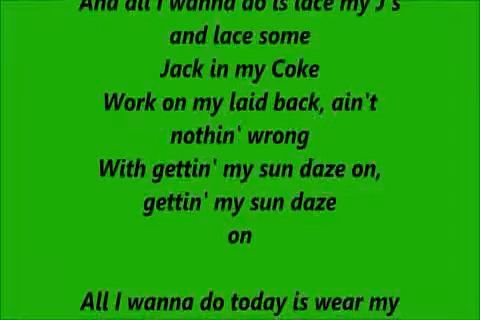 And all I wanna do is lace my J's
and lace some
Jack in my Coke
Work on my laid back, ain't
nothin' wrong
With gettin' my sun daze on,
gettin' my sun daze
on
All I wanna do today is wear my